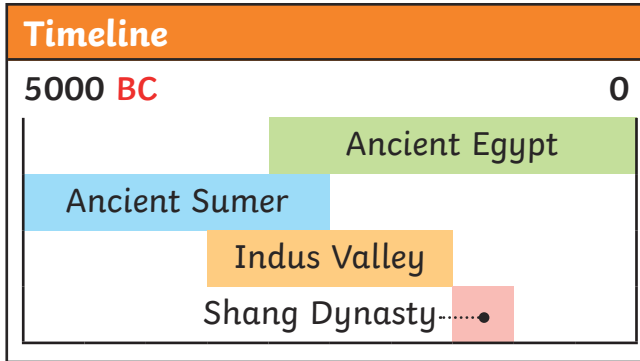 Timeline
5000 BC 0
Ancient Egypt
Ancient Sumer
Indus Valley
Shang Dynasty